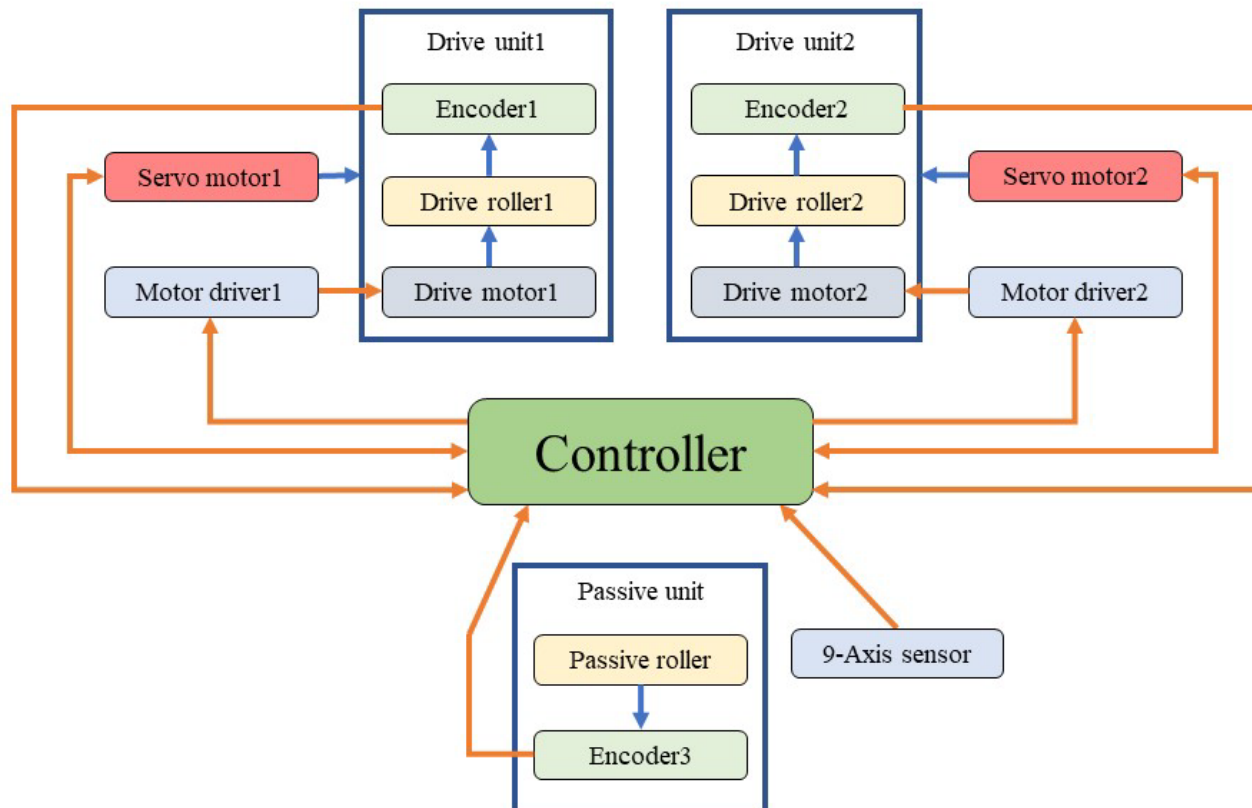 Drive unit1
Drive unit2
Encoder1
Encoder2
Servo motor1
Servo motor2
Drive roller1
Drive roller2
Motor driver1
Drive motor1
Drive motor2
Motor driver2
Controller
Passive unit
Passive roller
9-Axis sensor
Encoder3